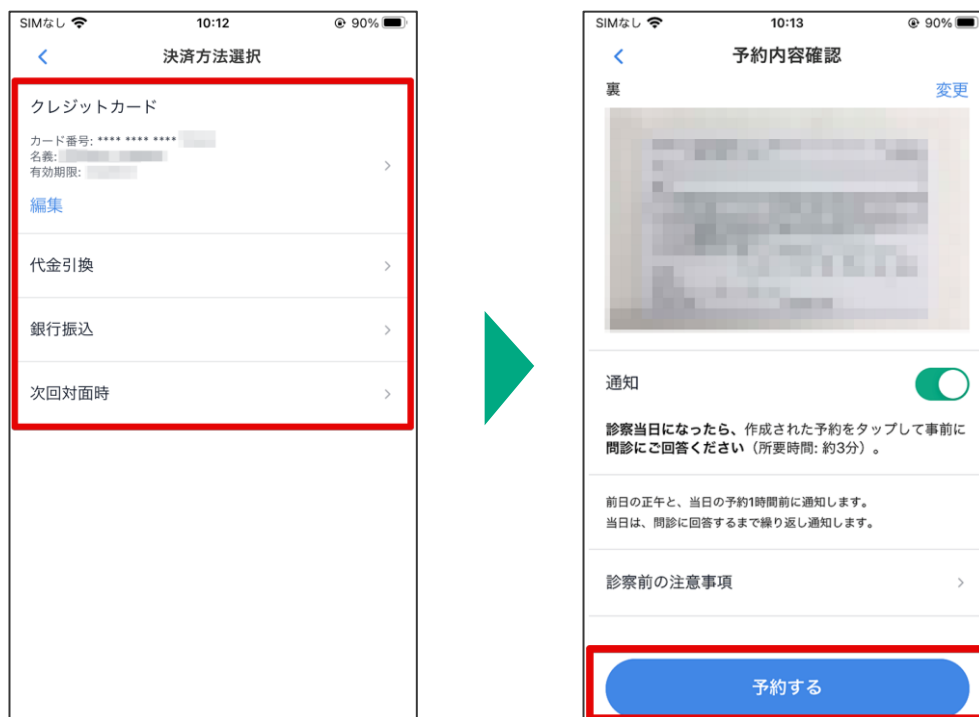 SIMなし 10:12 90%
決済方法選択
クレジットカード
カード番号: **** **** ****
名義:
有効期限:
編集
代金引換
銀行振込
次回対面時
SIMなし 10:13 90%
予約内容確認
裏 変更
通知
診察当日になったら、作成された予約をタップして事前に
問診にご回答ください（所要時間: 約3分）。
前日の正午と、当日の予約1時間前に通知します。
当日は、問診に回答するまで繰り返し通知します。
診察前の注意事項
予約する